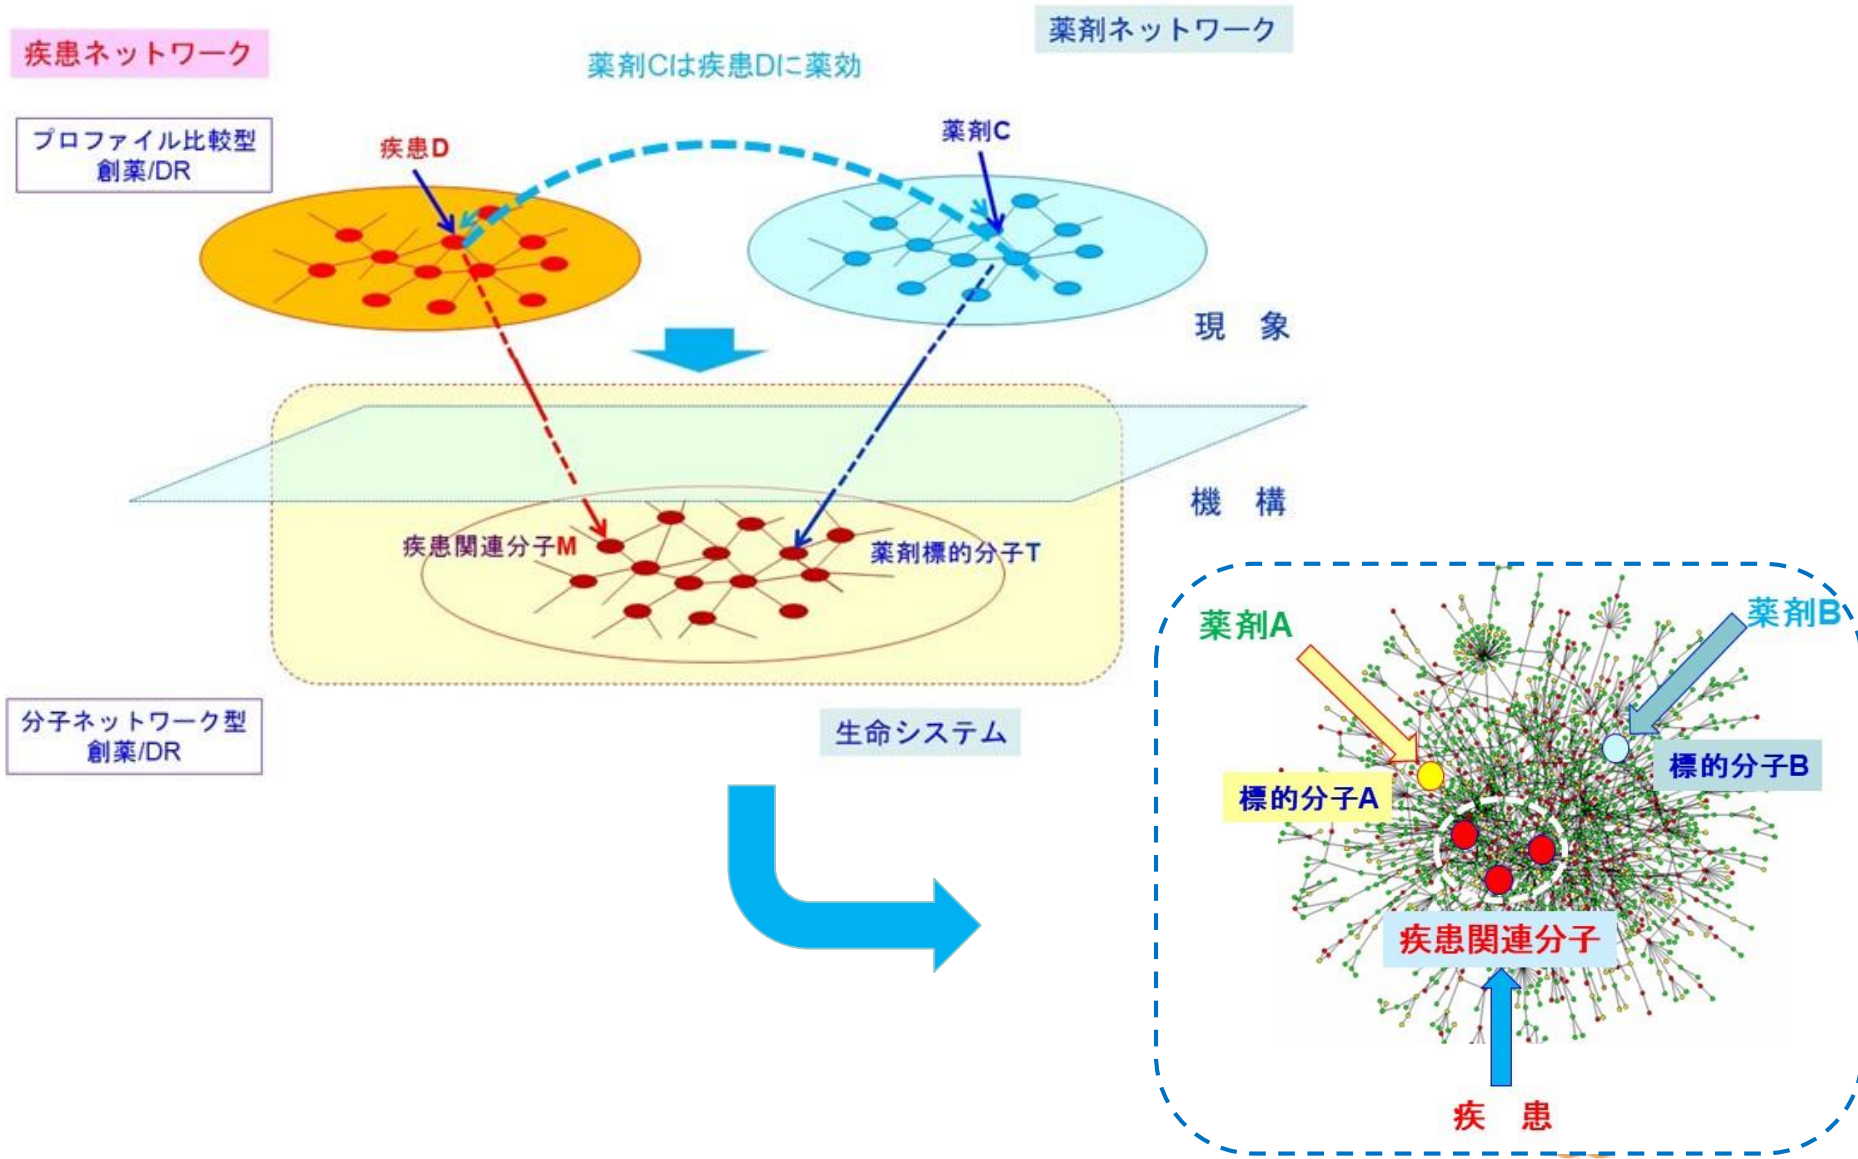 疾患ネットワーク
薬剤ネットワーク
薬剤Cは疾患Dに薬効
プロファイル比較型
創薬/DR
疾患D
薬剤C
現 象
機 構
疾患関連分子M
薬剤標的分子T
分子ネットワーク型
創薬/DR
生命システム
薬剤A
薬剤B
標的分子A
標的分子B
疾患関連分子
疾 患